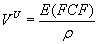 V^U = E(FCF) / ρ